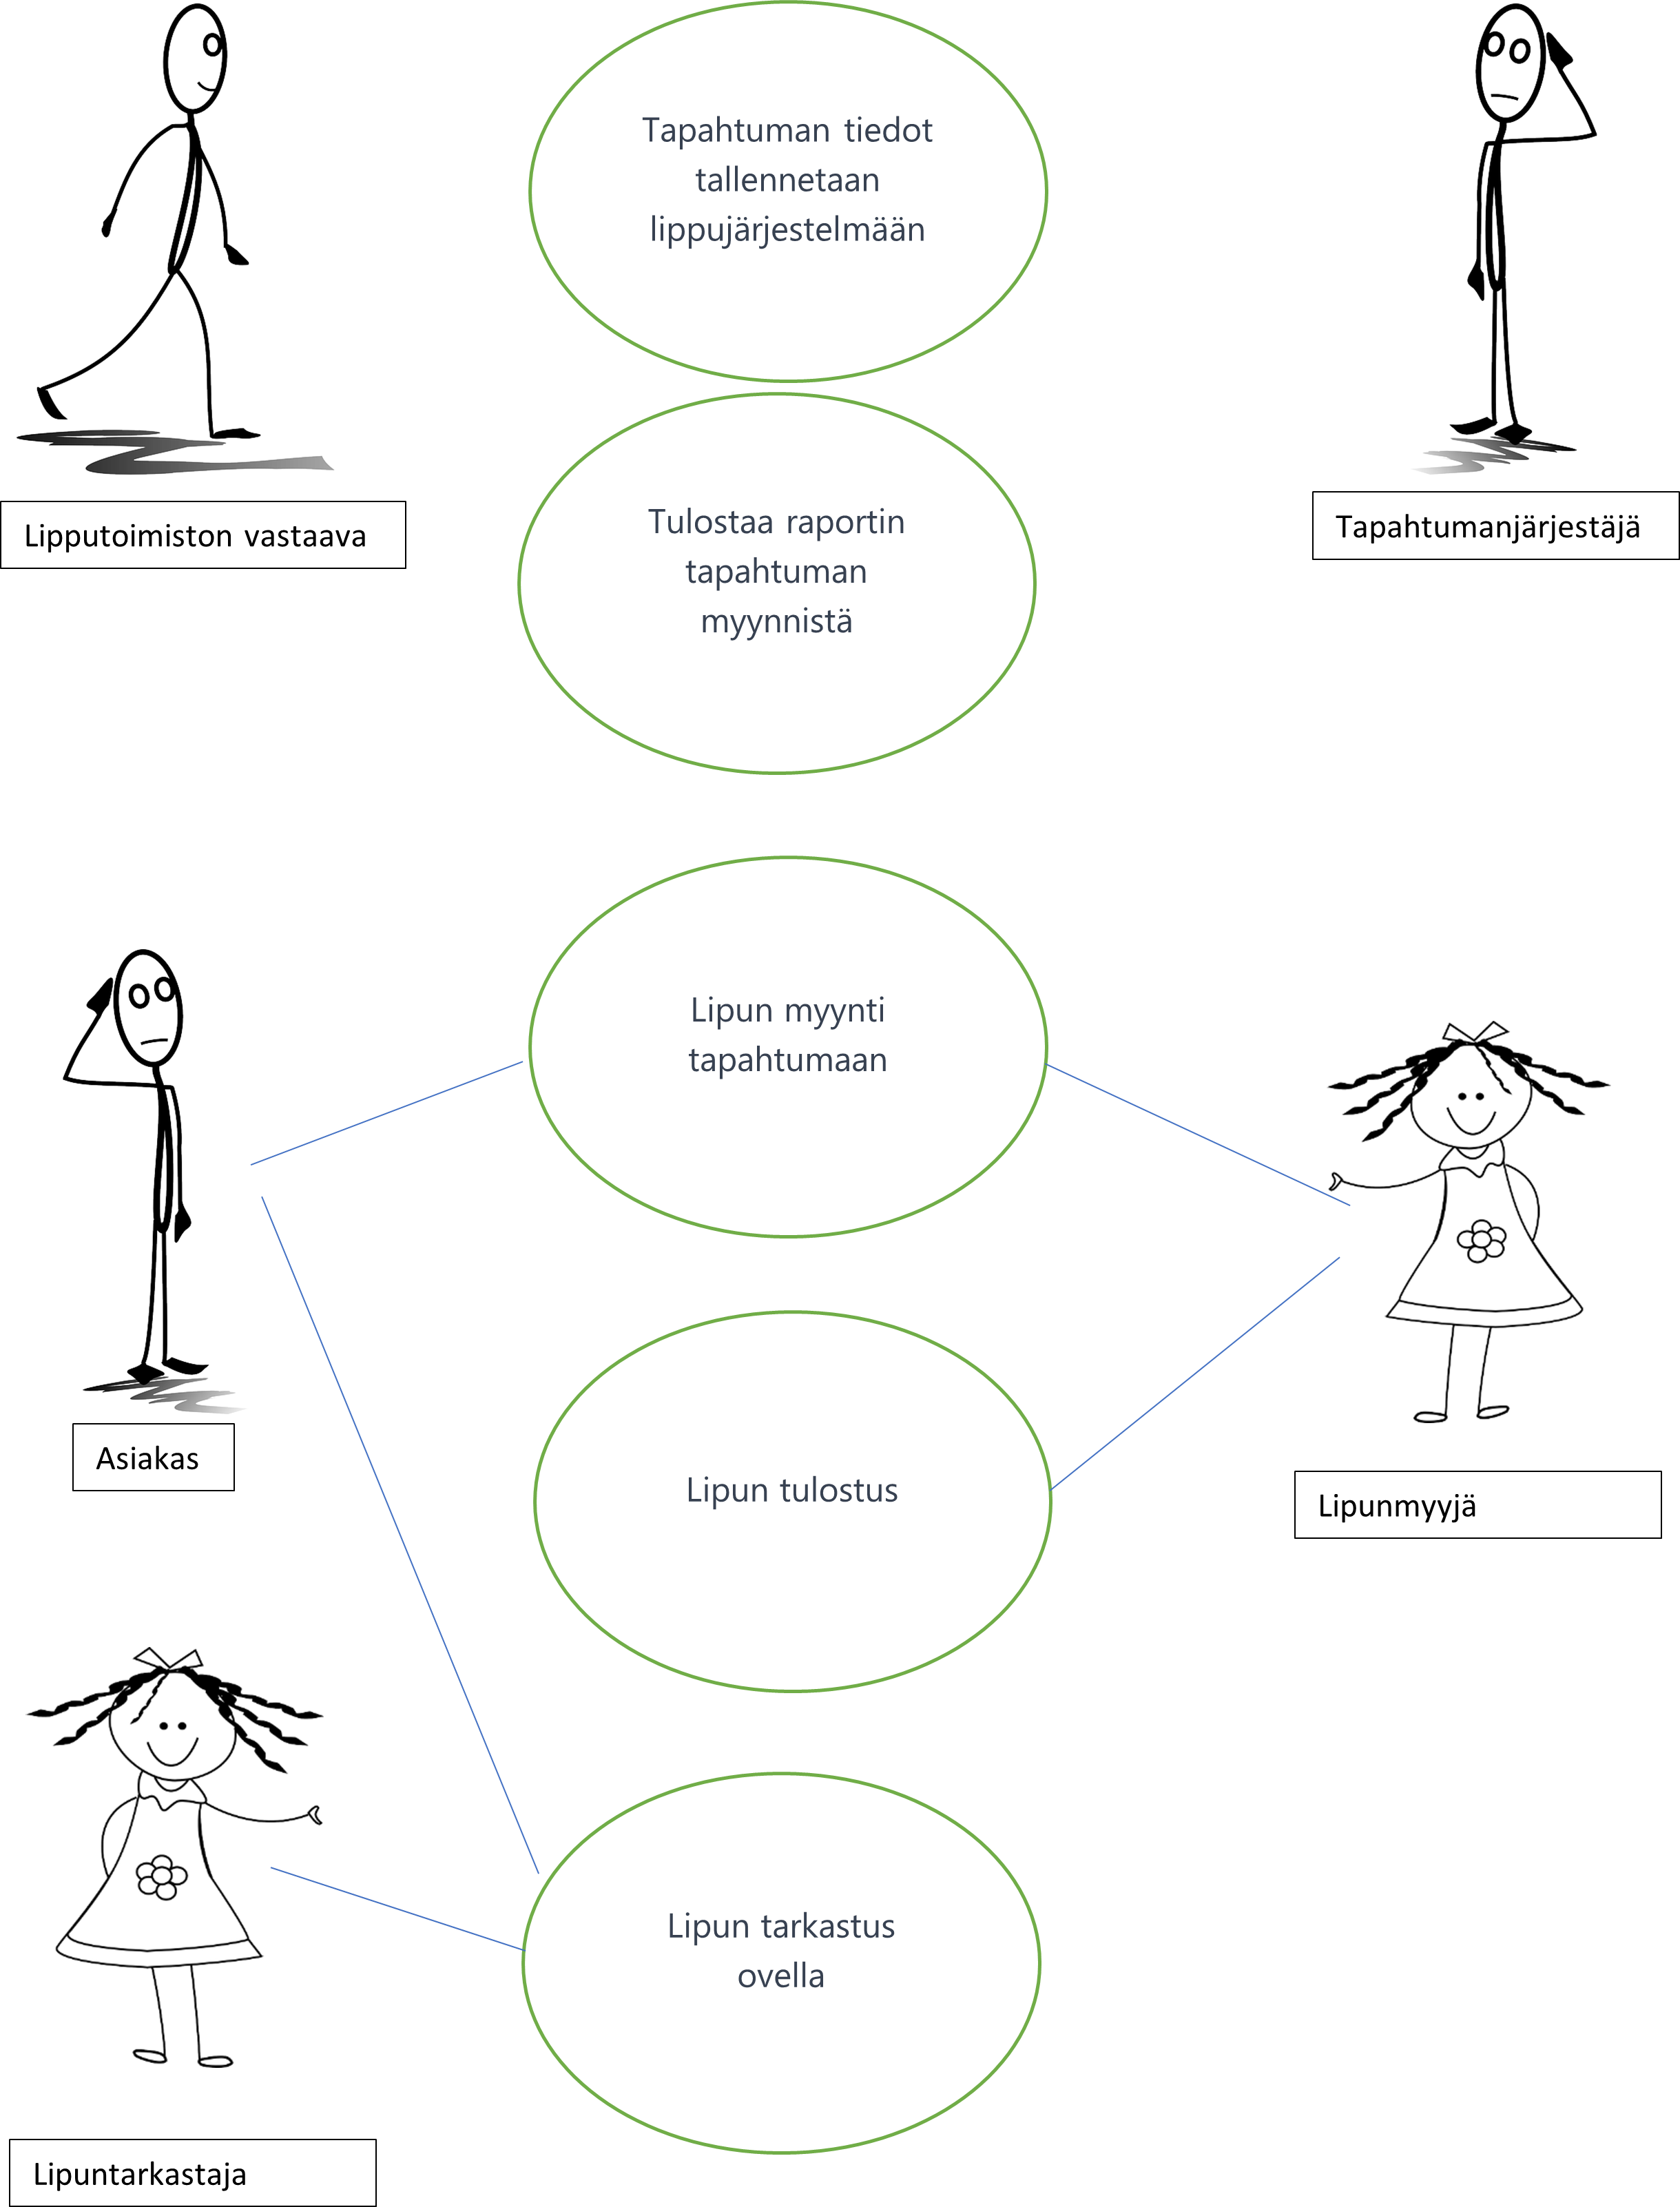 Tapahtuman tiedot
tallennetaan
lippujärjestelmään
Lipputoimiston vastaava
Tapahtumanjärjestäjä
Tulostaa raportin
tapahtuman
myynnistä
Lipun myynti
tapahtumaan
Asiakas
Lipun tulostus
Lipunmyyjä
Lipun tarkastus
ovella
Lipuntarkastaja